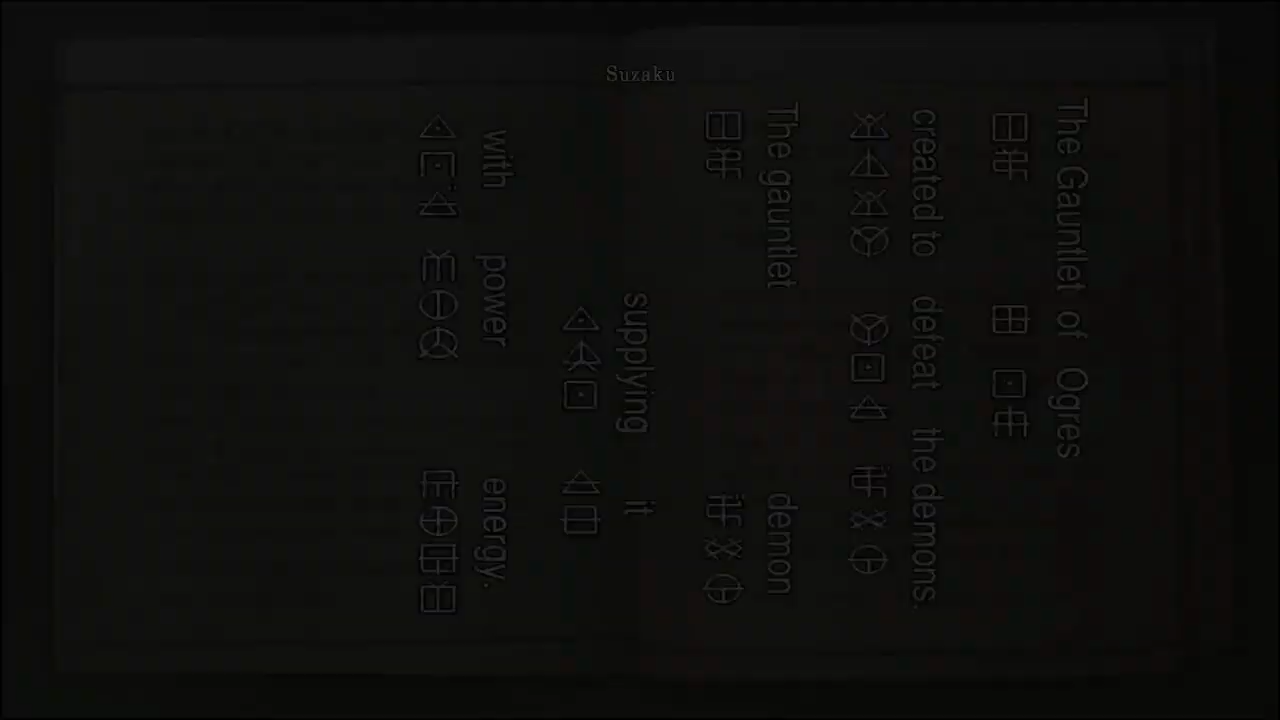 Suzaku
The Gauntlet of Ogres
created to defeat the demons.
The gauntlet demon
supplying it
with power energy.